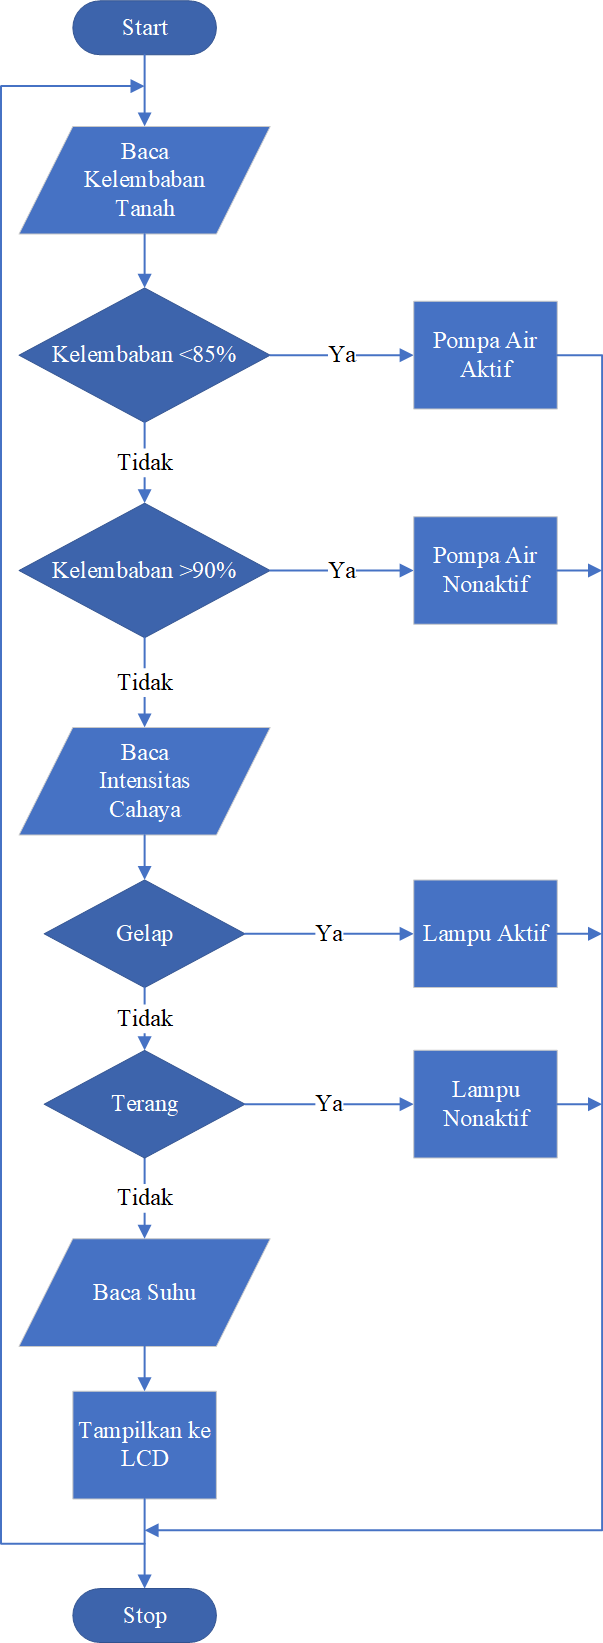 Start
Baca
Kelembaban
Tanah
Kelembaban <85%
Ya
Pompa Air
Aktif
Tidak
Kelembaban >90%
Ya
Pompa Air
Nonaktif
Tidak
Baca
Intensitas
Cahaya
Gelap
Ya
Lampu Aktif
Tidak
Terang
Ya
Lampu
Nonaktif
Tidak
Baca Suhu
Tampilkan ke
LCD
Stop